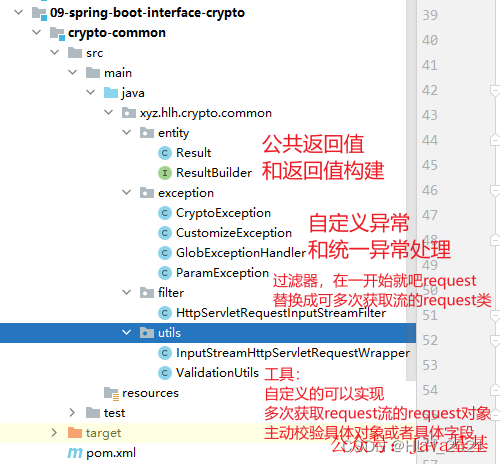 09-spring-boot-interface-crypto
39
crypto-common
40
src
41
main
42
java
43
xyz.hlh.crypto.common
entity
44
Result
公共返回值
45
ResultBuilder
和返回值构建
46
exception
47
CryptoException
自定义异常
CustomizeException
48
GlobExceptionHandler
和统一异常处理
49
ParamException
过滤器，在一开始就吧request
50
filter
替换成可多次获取流的request类
HttpServletRequestInputStreamFilter
51
utils
52
InputStreamHttpServletRequestWrapper
53
ValidationUtils
工具：
resources
自定义的可以实现
54
test
多次获取request流的request对象
55
target
主动校验具体对象或者具体字段
pom.xml
公众号：Java基基